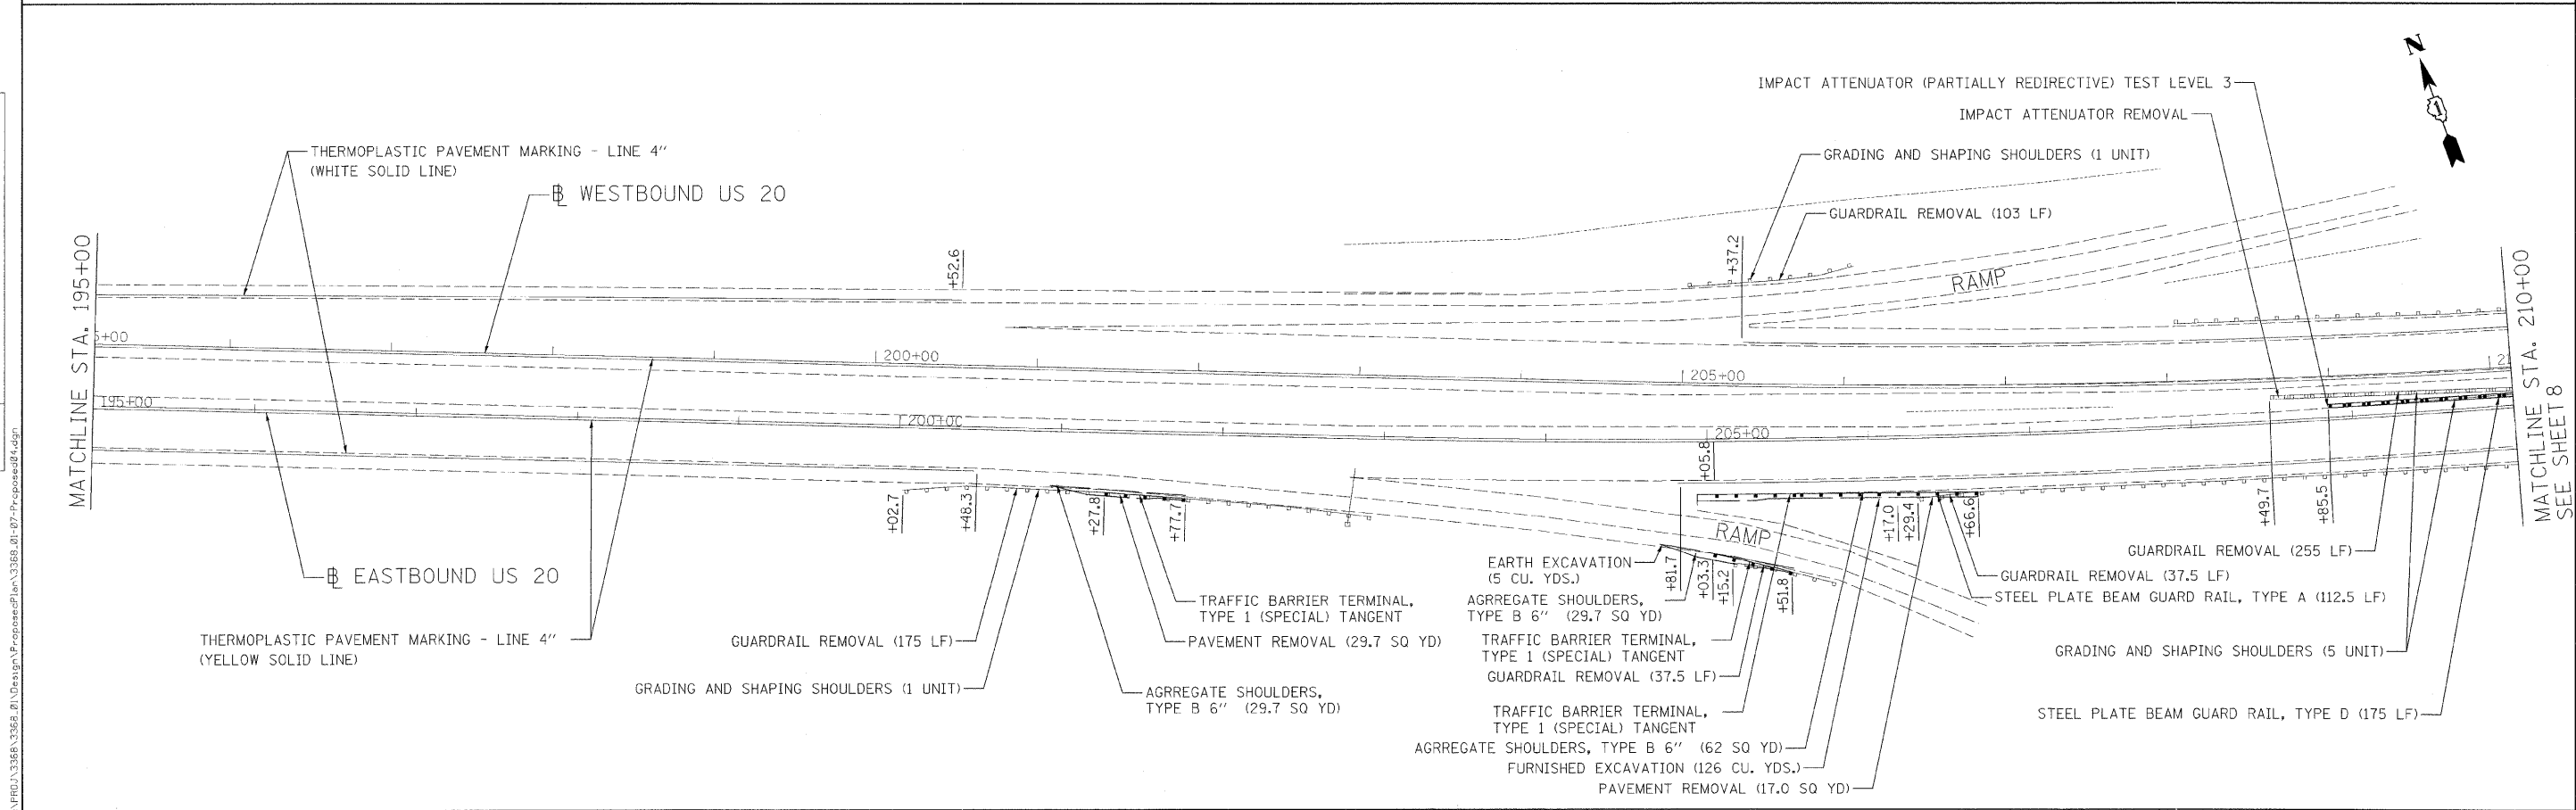 IMPACT ATTENUATOR (PARTIALLY REDIRECTIVE) TEST LEVEL 3
IMPACT ATTENUATOR REMOVAL
N
1
THERMOPLASTIC PAVEMENT MARKING - LINE 4"
(WHITE SOLID LINE)
WESTBOUND US 20
GRADING AND SHAPING SHOULDERS (1 UNIT)
GUARDRAIL REMOVAL (103 LF)
+52.6
+37.2
RAMP
MATCHLINE STA. 195+00
5+00
200+00
205+00
21
195+00
200+00
205+00
MATCHLINE STA. 210+00
SEE SHEET 8
+02.7
+48.3
+27.8
+77.7
+05.8
+17.0
+29.4
+66.6
+49.7
+85.5
RAMP
+81.7
+03.3
+15.2
+51.8
EASTBOUND US 20
THERMOPLASTIC PAVEMENT MARKING - LINE 4"
(YELLOW SOLID LINE)
GUARDRAIL REMOVAL (175 LF)
GRADING AND SHAPING SHOULDERS (1 UNIT)
TRAFFIC BARRIER TERMINAL,
TYPE 1 (SPECIAL) TANGENT
PAVEMENT REMOVAL (29.7 SQ YD)
AGRREGATE SHOULDERS,
TYPE B 6" (29.7 SQ YD)
EARTH EXCAVATION
(5 CU. YDS.)
AGRREGATE SHOULDERS,
TYPE B 6" (29.7 SQ YD)
TRAFFIC BARRIER TERMINAL,
TYPE 1 (SPECIAL) TANGENT
GUARDRAIL REMOVAL (37.5 LF)
TRAFFIC BARRIER TERMINAL,
TYPE 1 (SPECIAL) TANGENT
AGRREGATE SHOULDERS, TYPE B 6" (62 SQ YD)
FURNISHED EXCAVATION (126 CU. YDS.)
PAVEMENT REMOVAL (17.0 SQ YD)
GUARDRAIL REMOVAL (255 LF)
GUARDRAIL REMOVAL (37.5 LF)
STEEL PLATE BEAM GUARD RAIL, TYPE A (112.5 LF)
GRADING AND SHAPING SHOULDERS (5 UNIT)
STEEL PLATE BEAM GUARD RAIL, TYPE D (175 LF)